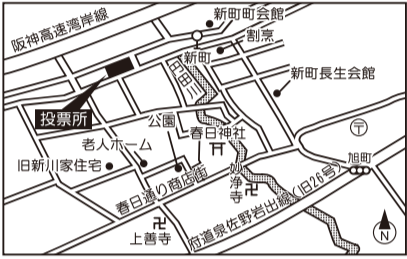 新町町会館
阪神高速湾岸線
割烹
新町
新町長生会館
投票所
公園
春日神社
〒
老人ホーム
旭町
旧新川家住宅
妙浄寺
春日通り商店街
府道泉佐野岩出線(旧26号)
上善寺
N